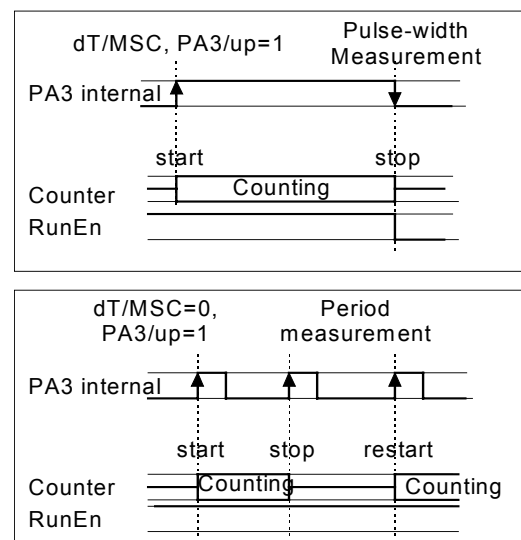 dT/MSC, PA3/up=1
Pulse-width
Measurement
PA3 internal
start
stop
Counter
Counting
RunEn
dT/MSC=0,
PA3/up=1
Period
measurement
PA3 internal
start
stop
restart
Counter
Counting
Counting
RunEn